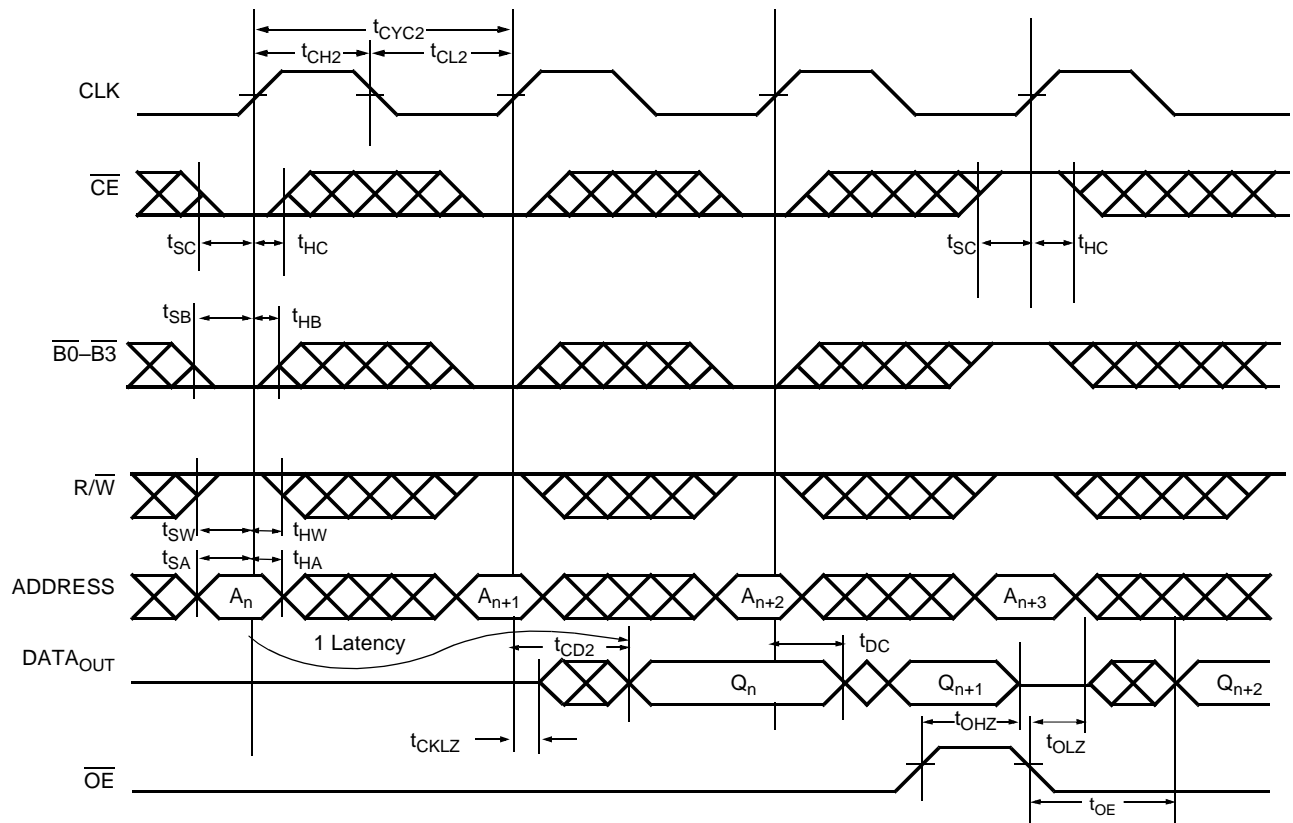 tCYC2
tCH2 tCL2
CLK
CE
tSC tHC tSC tHC
tSB tHB
B0–B3
R/W
tSW tHW
tSA tHA
ADDRESS An An+1 An+2 An+3
1 Latency
tCD2 tDC
DATAOUT Qn Qn+1 Qn+2
tOHZ tOLZ
tCKLZ
OE
tOE